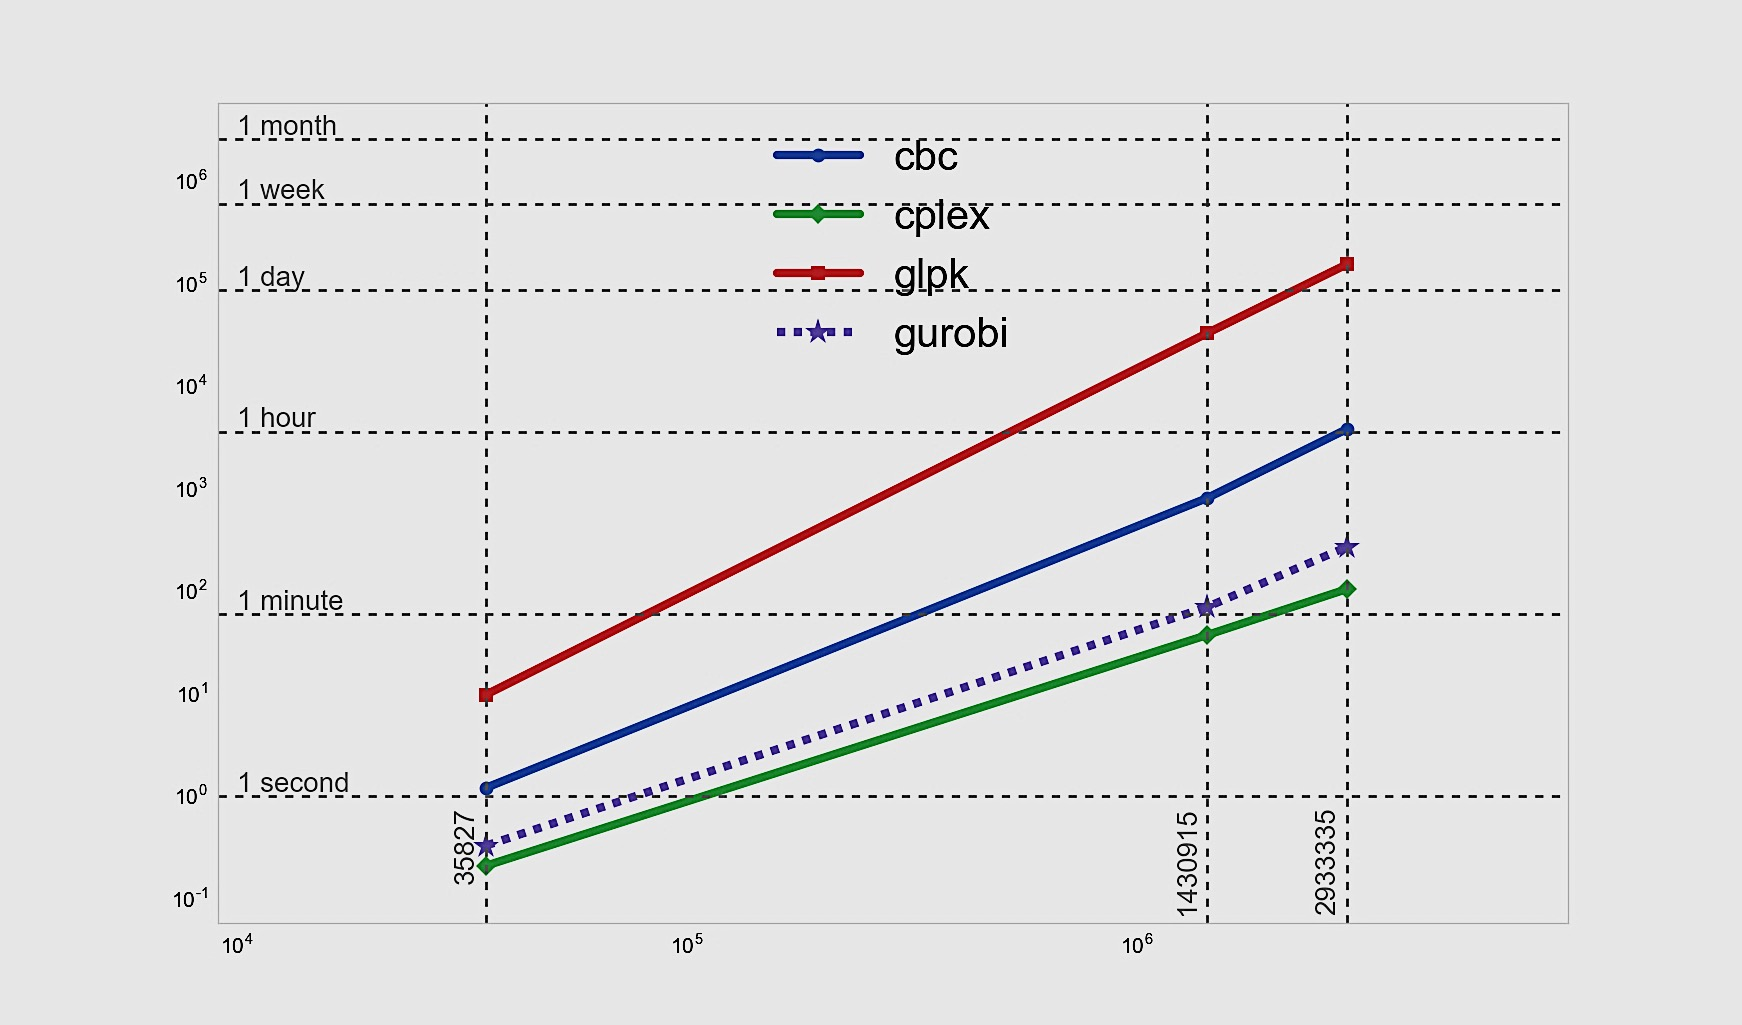 1 month
cbc
10^6
1 week
cplex
10^5
1 day
glpk
gurobi
10^4
1 hour
10^3
10^2
1 minute
10^1
10^0
1 second
35827
1430915
2933335
10^-1
10^4
10^5
10^6